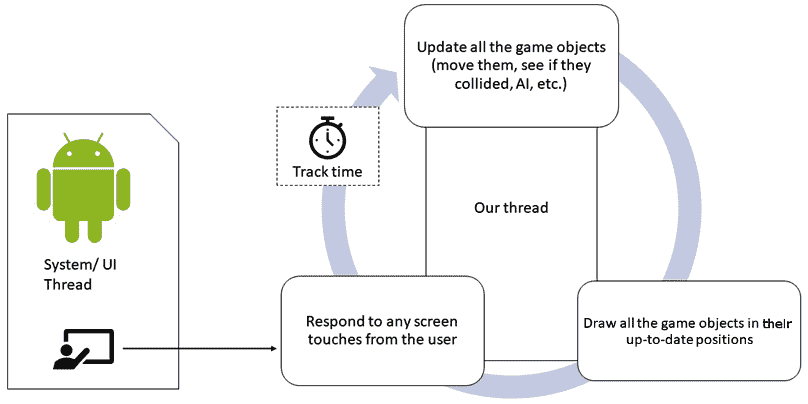 Update all the game objects
(move them, see if they
collided, AI, etc.)
Track time
Our thread
System/ UI
Thread
Respond to any screen
touches from the user
Draw all the game objects in their
up-to-date positions